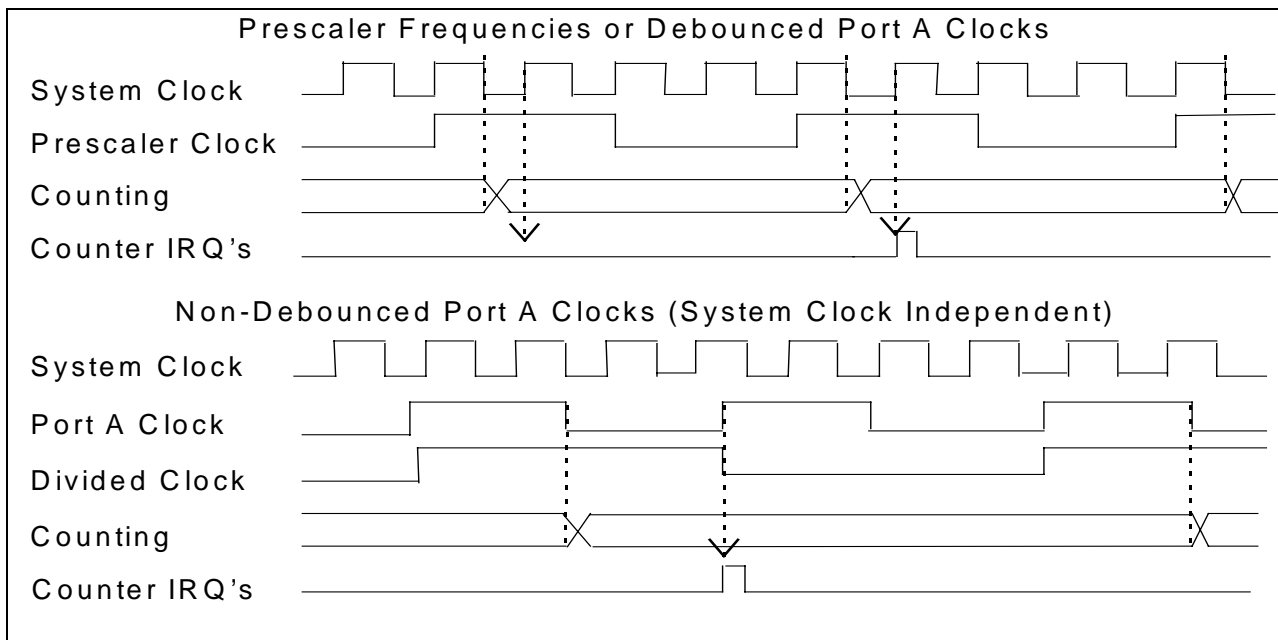 Prescaler Frequencies or Debounced Port A Clocks
System Clock
Prescaler Clock
Counting
Counter IRQ's
Non-Debounced Port A Clocks (System Clock Independent)
System Clock
Port A Clock
Divided Clock
Counting
Counter IRQ's